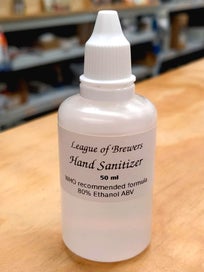 League of Brewers
Hand Sanitizer
50 ml
WHO recommended formula
80% Ethanol ABV